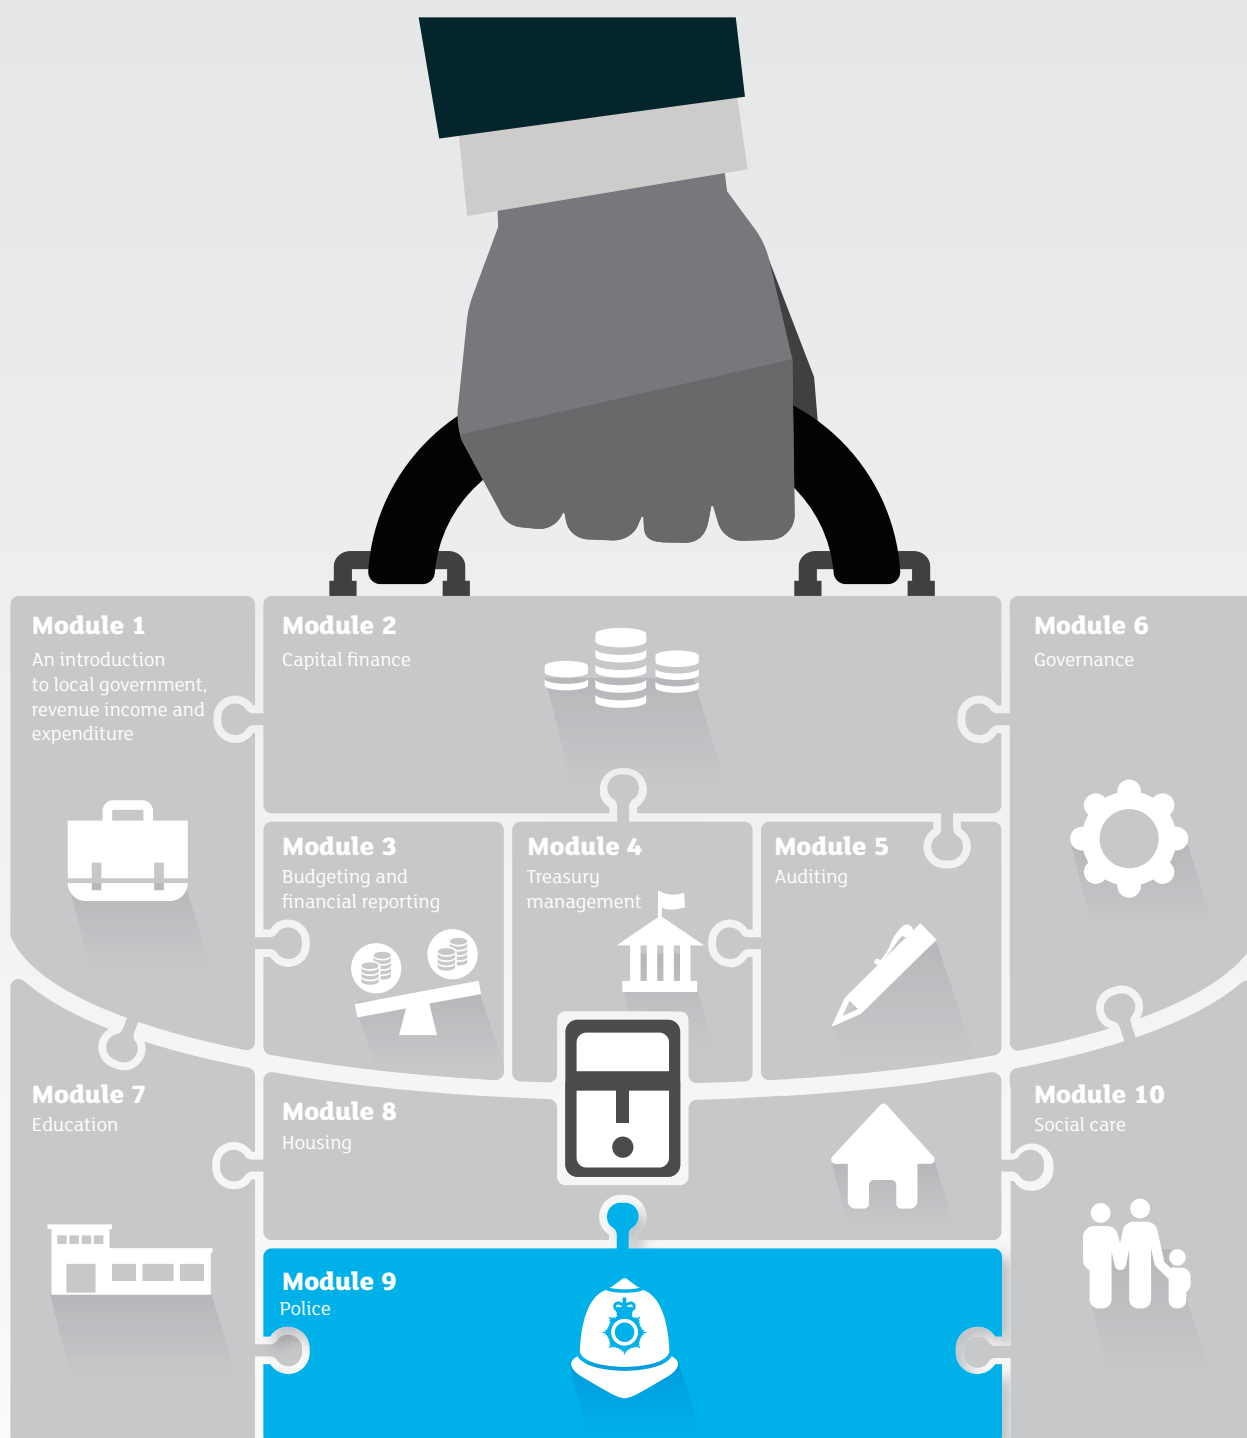 Module 1
An introduction
to local government,
revenue income and
expenditure
Module 2
Capital finance
Module 6
Governance
Module 3
Budgeting and
financial reporting
Module 4
Treasury
management
Module 5
Auditing
Module 7
Education
Module 8
Housing
Module 10
Social care
Module 9
Police